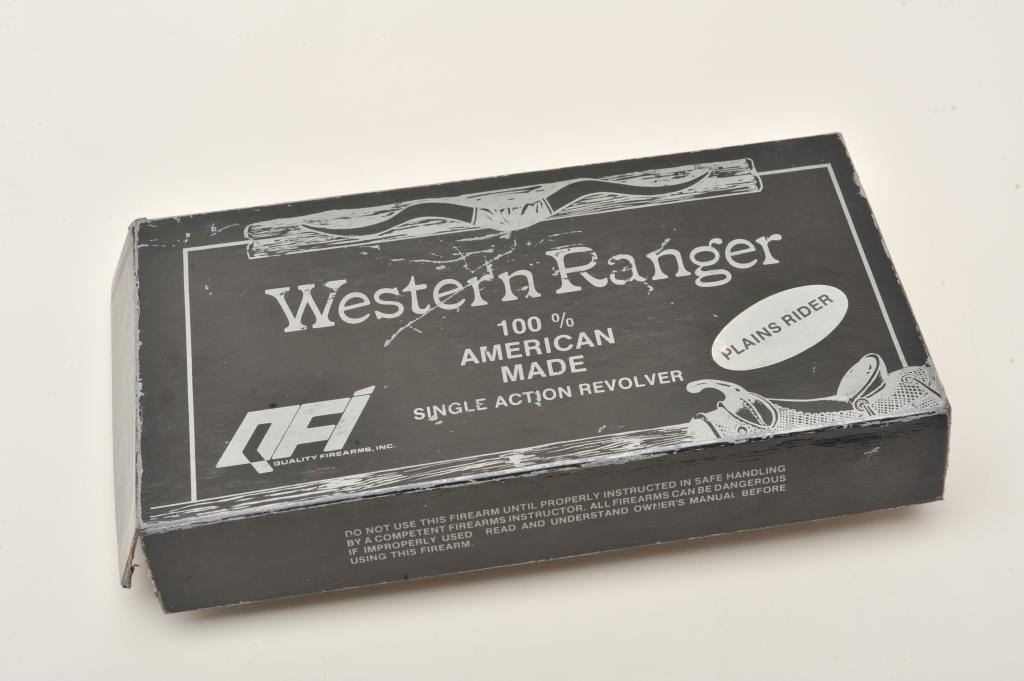 Western Ranger
100 %
AMERICAN
MADE
SINGLE ACTION REVOLVER
PLAINS RIDER
QFI
QUALITY FIREARMS, INC.
DO NOT USE THIS FIREARM UNTIL PROPERLY INSTRUCTED IN SAFE HANDLING
BY A COMPETENT FIREARMS INSTRUCTOR. ALL FIREARMS CAN BE DANGEROUS
IF IMPROPERLY USED READ AND UNDERSTAND OWNER'S MANUAL BEFORE
USING THIS FIREARM.